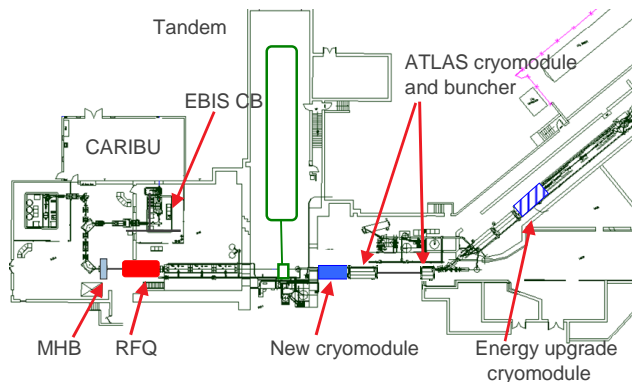 Tandem
ATLAS cryomodule
and buncher
EBIS CB
CARIBU
MHB
RFQ
New cryomodule
Energy upgrade
cryomodule